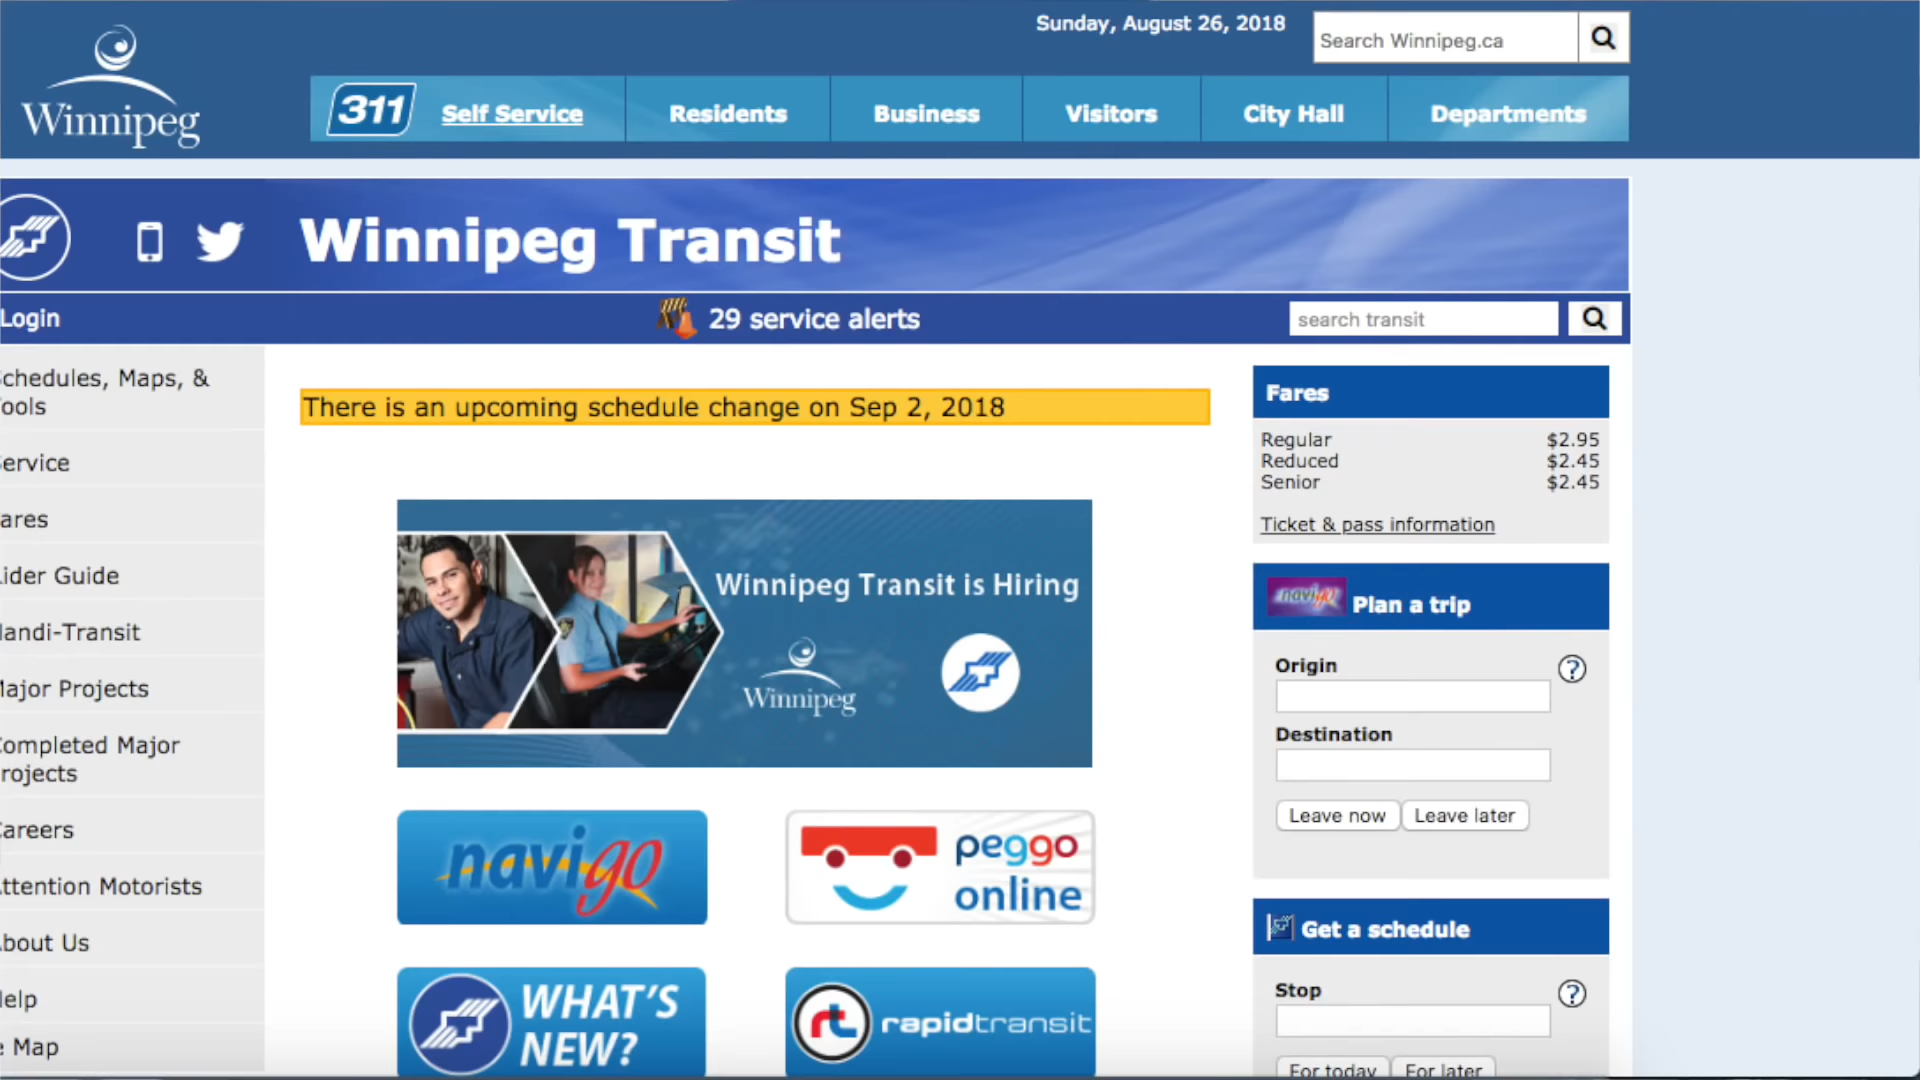 Sunday, August 26, 2018
Search Winnipeg.ca
Winnipeg
311 Self Service Residents Business Visitors City Hall Departments
Winnipeg Transit
Login
29 service alerts
search transit
chedules, Maps, &
ools
ervice
ares
ider Guide
andi-Transit
ajor Projects
ompleted Major
rojects
areers
ttention Motorists
bout Us
elp
e Map
There is an upcoming schedule change on Sep 2, 2018
Winnipeg Transit is Hiring
Winnipeg
navigo
peggo
online
WHAT'S
NEW?
rt rapidtransit
Fares
Regular $2.95
Reduced $2.45
Senior $2.45
Ticket & pass information
navigo Plan a trip
Origin
?
Destination
Leave now Leave later
Get a schedule
Stop
?
For today For later